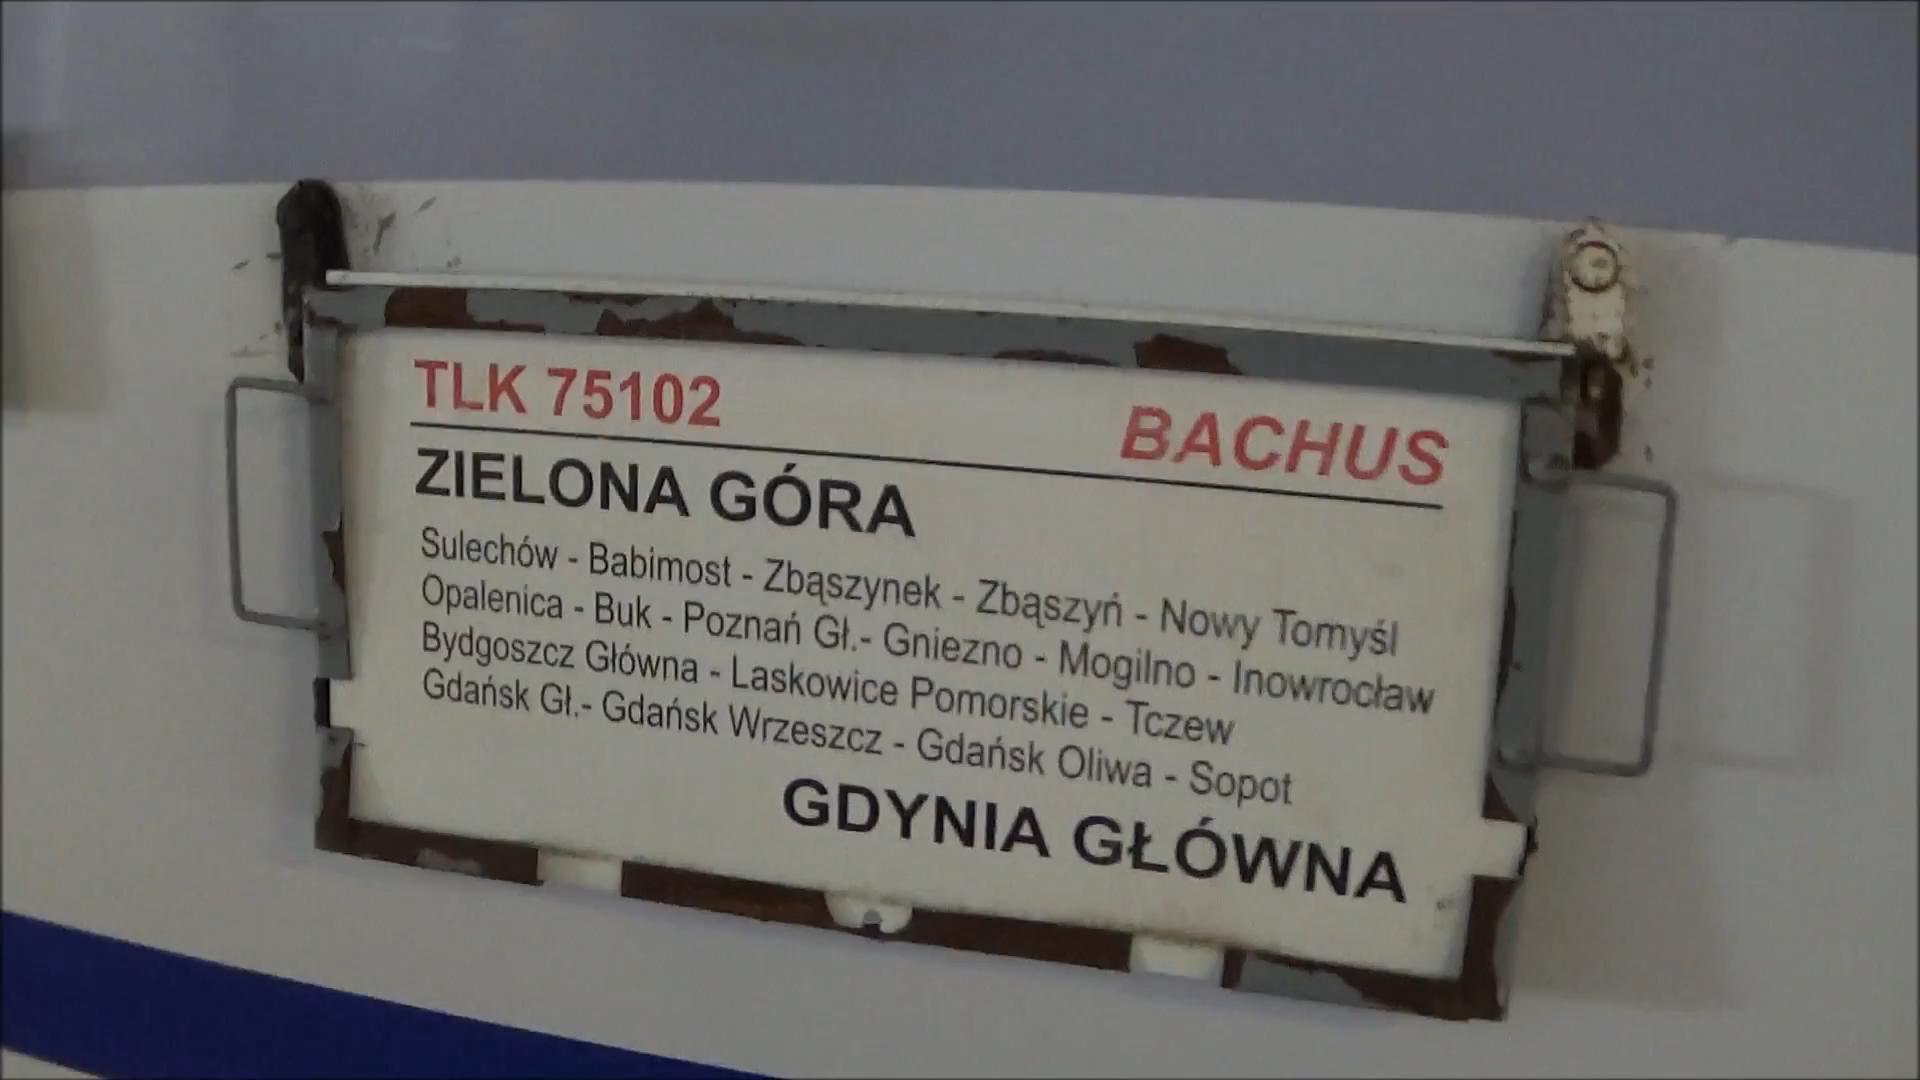 TLK 75102 BACHUS
ZIELONA GÓRA
Sulechów - Babimost - Zbąszynek - Zbąszyń - Nowy Tomyśl
Opalenica - Buk - Poznań Gł.- Gniezno - Mogilno - Inowrocław
Bydgoszcz Główna - Laskowice Pomorskie - Tczew
Gdańsk Gł.- Gdańsk Wrzeszcz - Gdańsk Oliwa - Sopot
GDYNIA GŁÓWNA